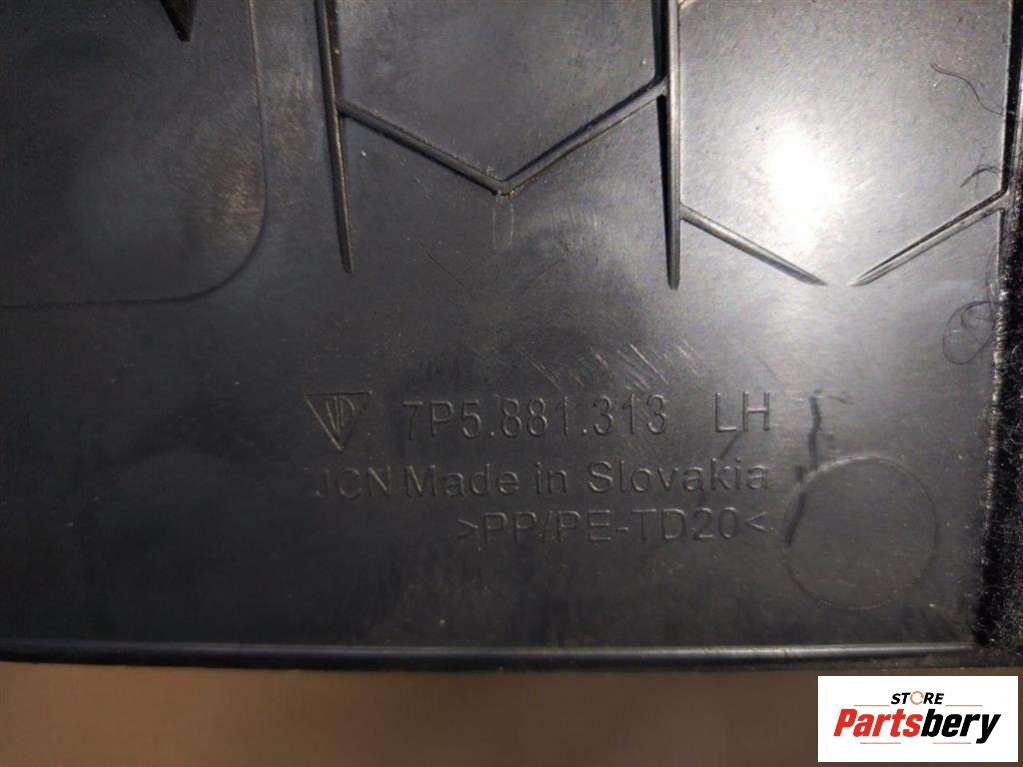 7P5.881.313 LH
JCN Made in Slovakia
>PP/PE-TD20<
STORE
Partsbery